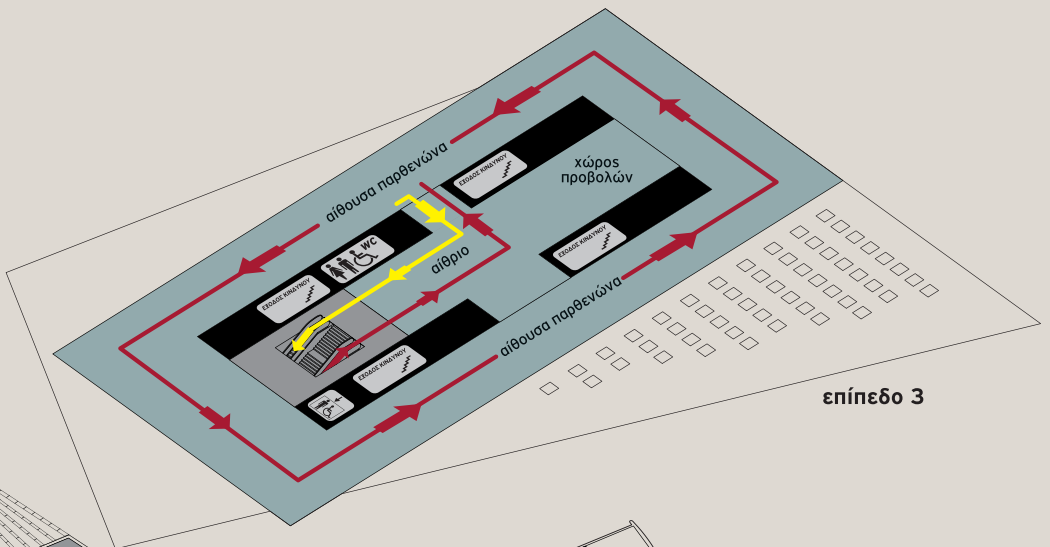 αίθουσα παρθενώνα
ΕΞΟΔΟΣ ΚΙΝΔΥΝΟΥ
χώρος
προβολών
WC
ΕΞΟΔΟΣ ΚΙΝΔΥΝΟΥ
αίθριο
ΕΞΟΔΟΣ ΚΙΝΔΥΝΟΥ
αίθουσα παρθενώνα
ΕΞΟΔΟΣ ΚΙΝΔΥΝΟΥ
επίπεδο 3